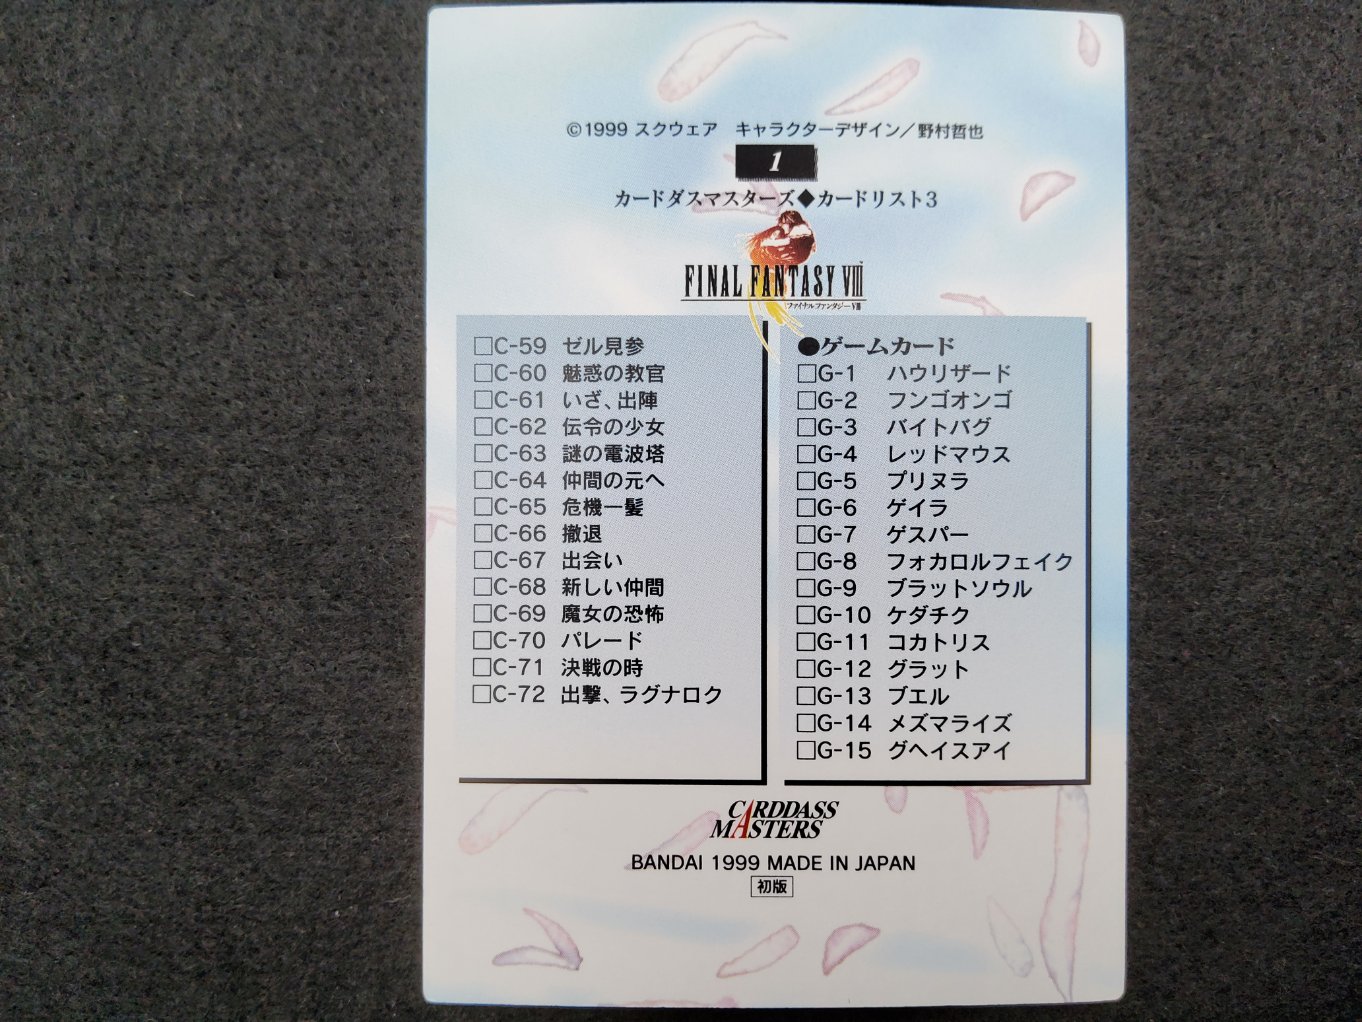 ©1999 スクウェア　キャラクターデザイン／野村哲也
1
カードダスマスターズ◆カードリスト3
FINAL FANTASY VIII
ファイナルファンタジーVIII
□C-59 ゼル見参
□C-60 魅惑の教官
□C-61 いざ、出陣
□C-62 伝令の少女
□C-63 謎の電波塔
□C-64 仲間の元へ
□C-65 危機一髪
□C-66 撤退
□C-67 出会い
□C-68 新しい仲間
□C-69 魔女の恐怖
□C-70 パレード
□C-71 決戦の時
□C-72 出撃、ラグナロク
●ゲームカード
□G-1 ハウリザード
□G-2 フンゴオンゴ
□G-3 バイトバグ
□G-4 レッドマウス
□G-5 プリヌラ
□G-6 ゲイラ
□G-7 ゲスパー
□G-8 フォカロルフェイク
□G-9 ブラットソウル
□G-10 ケダチク
□G-11 コカトリス
□G-12 グラット
□G-13 ブエル
□G-14 メズマライズ
□G-15 グヘイスアイ
CARDDASS
MASTERS
BANDAI 1999 MADE IN JAPAN
初版